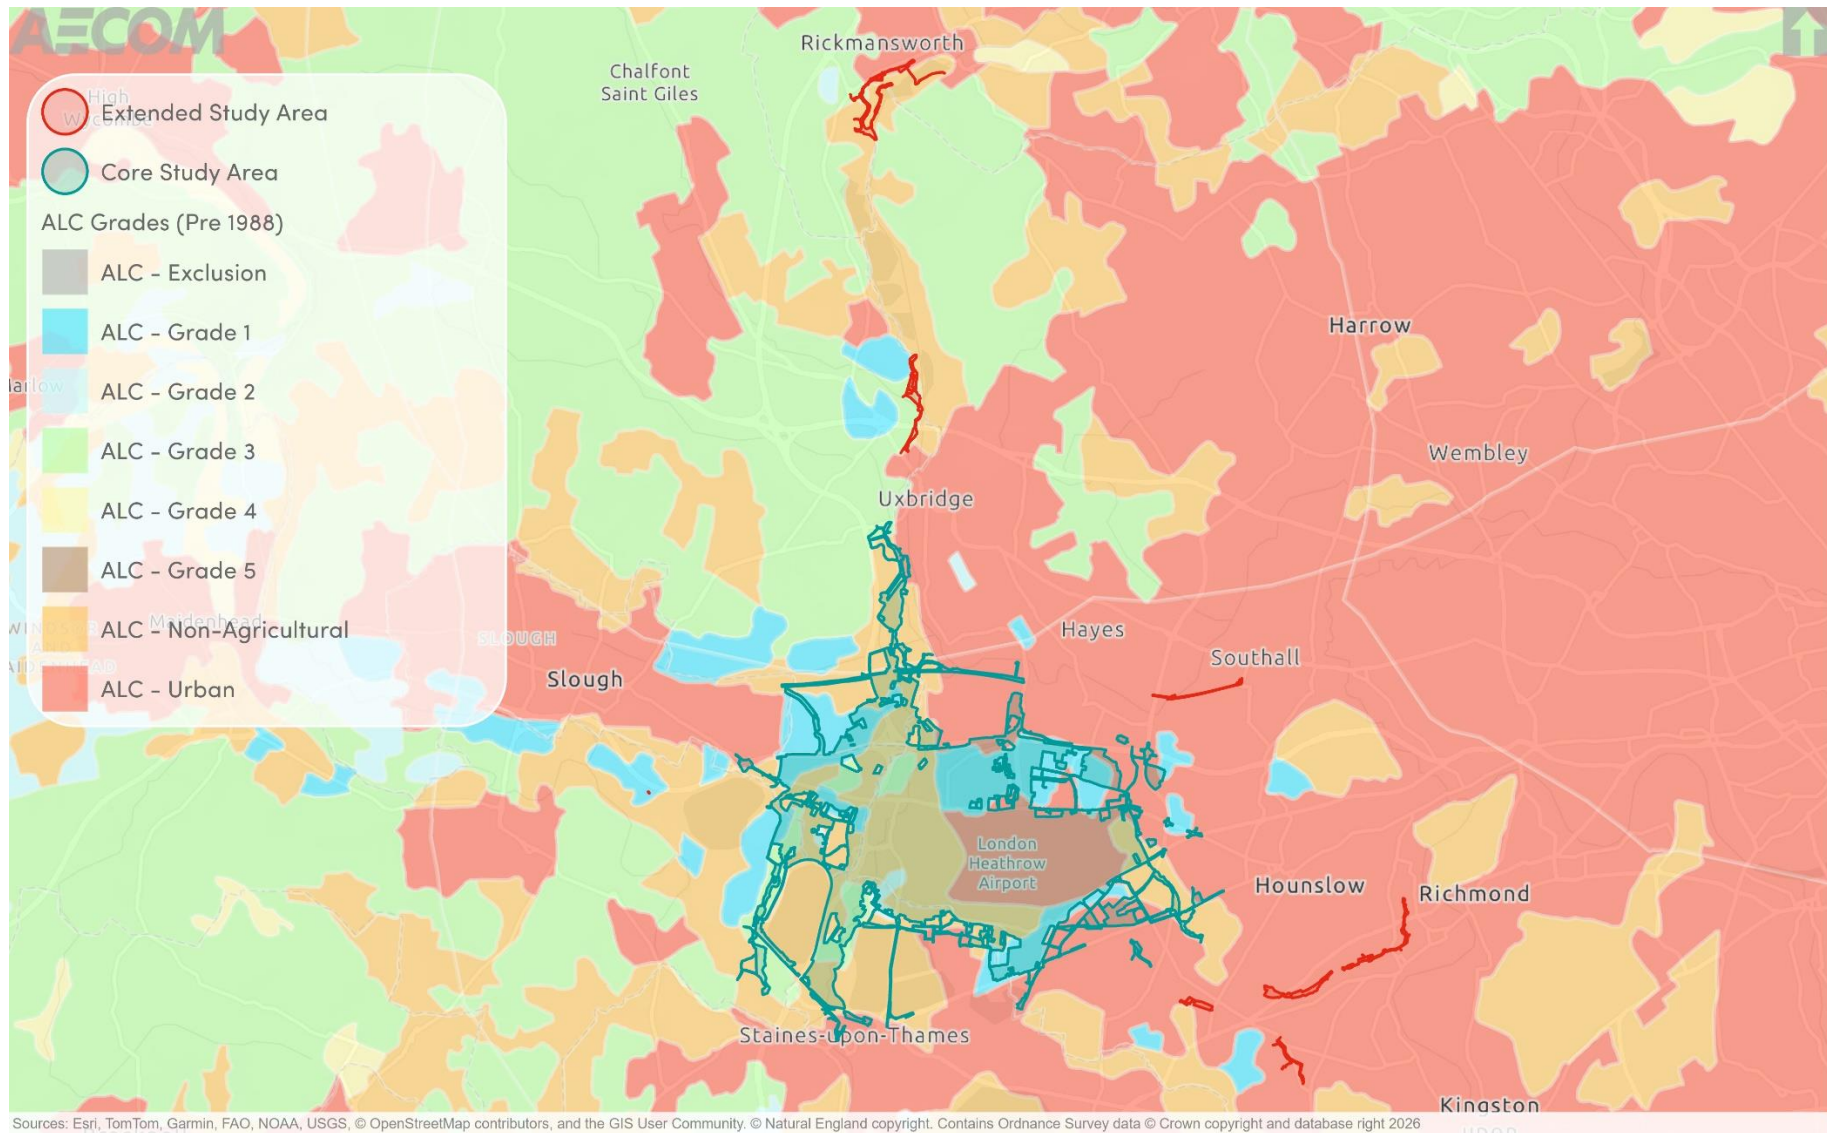 AECOM
Rickmansworth
Chalfont
Saint Giles
High
Wycombe
Extended Study Area
Core Study Area
ALC Grades (Pre 1988)
ALC - Exclusion
ALC - Grade 1
ALC - Grade 2
ALC - Grade 3
ALC - Grade 4
ALC - Grade 5
ALC - Non-Agricultural
ALC - Urban
Maidenhead
SLOUGH
Slough
Harrow
Wembley
Uxbridge
Hayes
Southall
London
Heathrow
Airport
Hounslow
Richmond
Staines-upon-Thames
Kingston
Sources: Esri, TomTom, Garmin, FAO, NOAA, USGS, © OpenStreetMap contributors, and the GIS User Community. © Natural England copyright. Contains Ordnance Survey data © Crown copyright and database right 2026